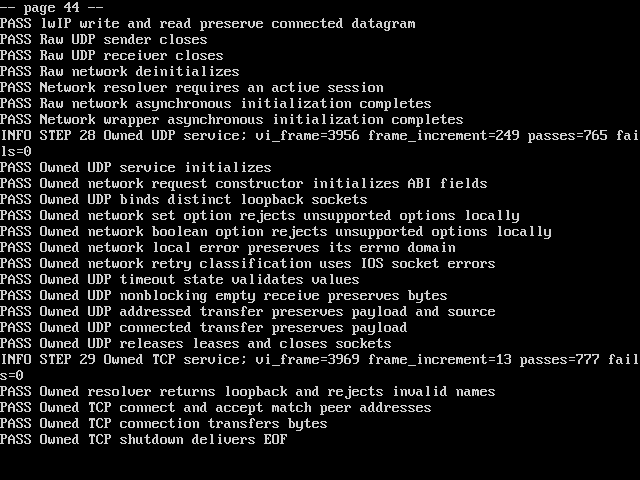 -- page 44 --
PASS lwIP write and read preserve connected datagram
PASS Raw UDP sender closes
PASS Raw UDP receiver closes
PASS Raw network deinitializes
PASS Network resolver requires an active session
PASS Raw network asynchronous initialization completes
PASS Network wrapper asynchronous initialization completes
INFO STEP 28 Owned UDP service; vi_frame=3956 frame_increment=249 passes=765 fai
ls=0
PASS Owned UDP service initializes
PASS Owned network request constructor initializes ABI fields
PASS Owned UDP binds distinct loopback sockets
PASS Owned network set option rejects unsupported options locally
PASS Owned network boolean option rejects unsupported options locally
PASS Owned network local error preserves its errno domain
PASS Owned network retry classification uses IOS socket errors
PASS Owned UDP timeout state validates values
PASS Owned UDP nonblocking empty receive preserves bytes
PASS Owned UDP addressed transfer preserves payload and source
PASS Owned UDP connected transfer preserves payload
PASS Owned UDP releases leases and closes sockets
INFO STEP 29 Owned TCP service; vi_frame=3969 frame_increment=13 passes=777 fail
s=0
PASS Owned resolver returns loopback and rejects invalid names
PASS Owned TCP connect and accept match peer addresses
PASS Owned TCP connection transfers bytes
PASS Owned TCP shutdown delivers EOF